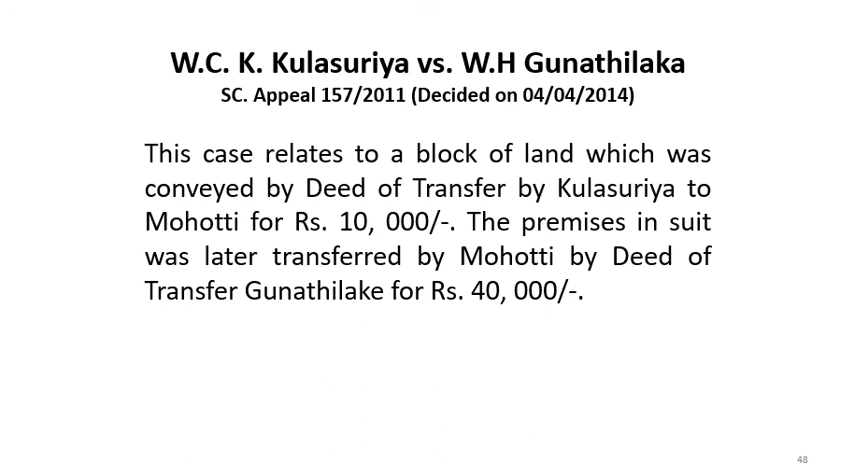 W.C. K. Kulasuriya vs. W.H Gunathilaka
SC. Appeal 157/2011 (Decided on 04/04/2014)
This case relates to a block of land which was
conveyed by Deed of Transfer by Kulasuriya to
Mohotti for Rs. 10, 000/-. The premises in suit
was later transferred by Mohotti by Deed of
Transfer Gunathilake for Rs. 40, 000/-.
48